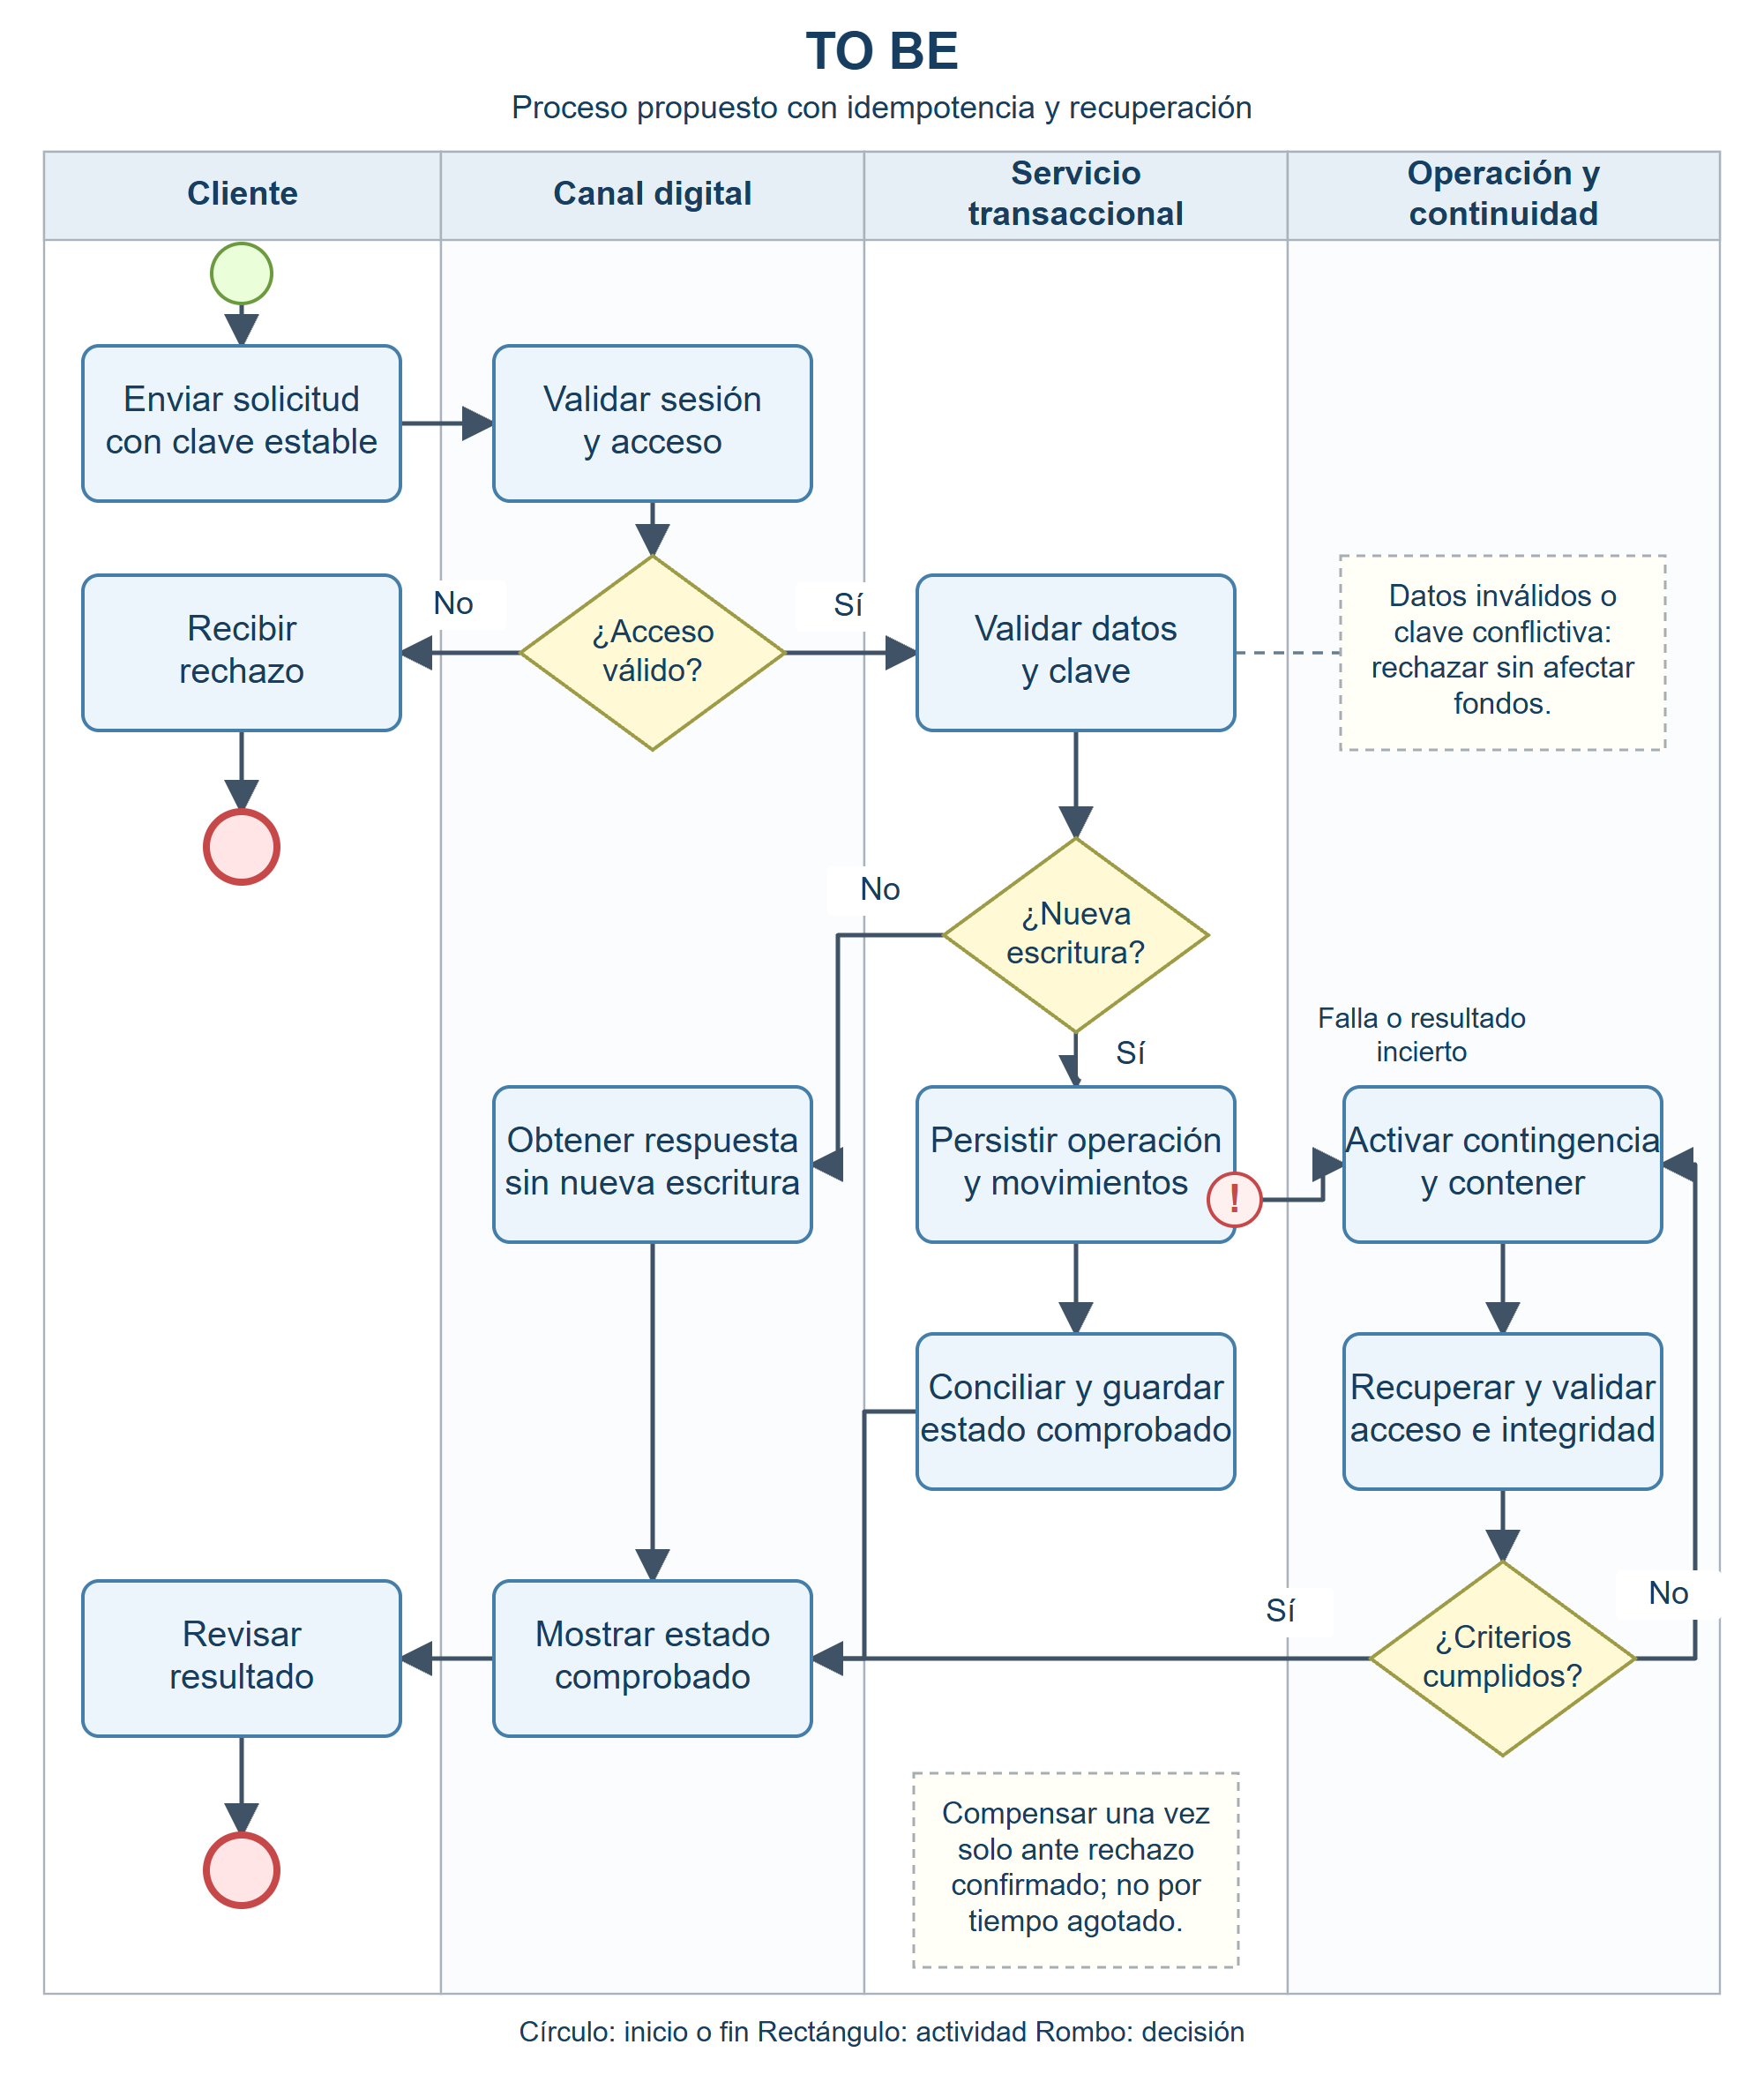 TO BE
Proceso propuesto con idempotencia y recuperación
Cliente
Canal digital
Servicio
transaccional
Operación y
continuidad
Enviar solicitud
con clave estable
Validar sesión
y acceso
Recibir
rechazo
No
¿Acceso
válido?
Sí
Validar datos
y clave
Datos inválidos o
clave conflictiva:
rechazar sin afectar
fondos.
No
¿Nueva
escritura?
Sí
Falla o resultado
incierto
Obtener respuesta
sin nueva escritura
Persistir operación
y movimientos
!
Activar contingencia
y contener
Conciliar y guardar
estado comprobado
Recuperar y validar
acceso e integridad
Revisar
resultado
Mostrar estado
comprobado
Sí
¿Criterios
cumplidos?
No
Compensar una vez
solo ante rechazo
confirmado; no por
tiempo agotado.
Círculo: inicio o fin Rectángulo: actividad Rombo: decisión